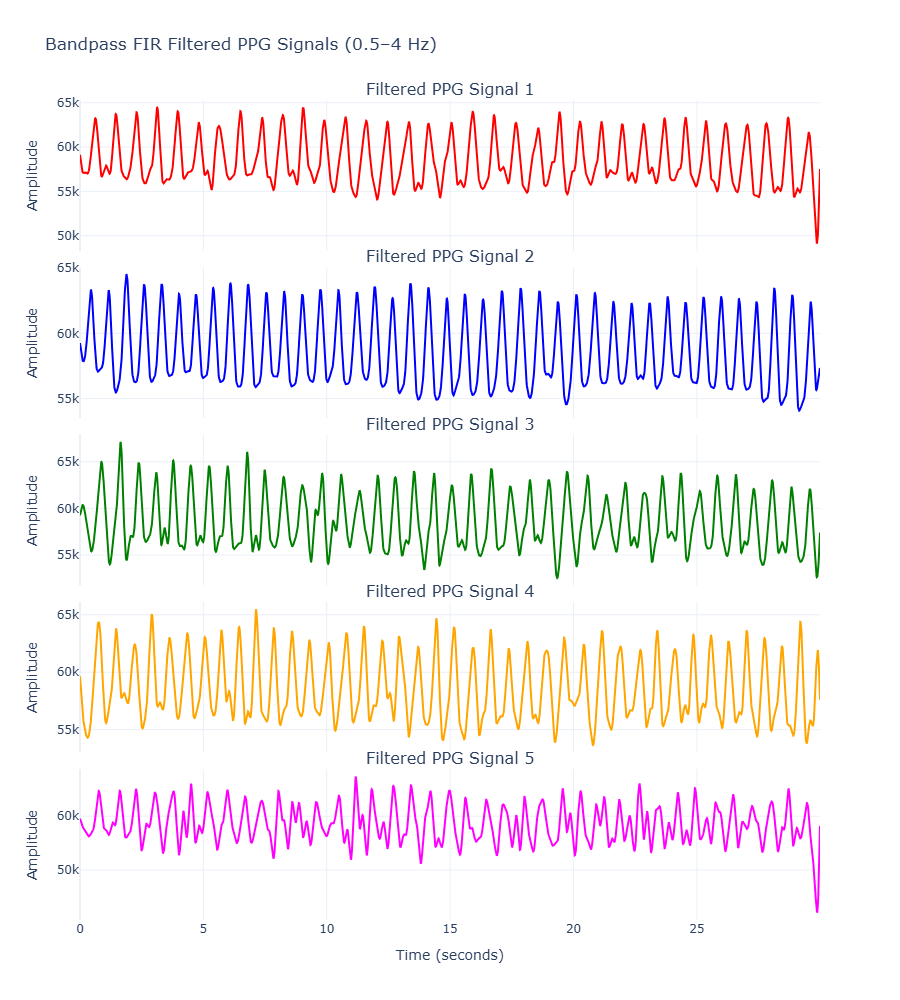 Bandpass FIR Filtered PPG Signals (0.5–4 Hz)
Filtered PPG Signal 1
65k
60k
55k
50k
Amplitude
Filtered PPG Signal 2
65k
60k
55k
Amplitude
Filtered PPG Signal 3
65k
60k
55k
Amplitude
Filtered PPG Signal 4
65k
60k
55k
Amplitude
Filtered PPG Signal 5
60k
50k
Amplitude
0 5 10 15 20 25
Time (seconds)